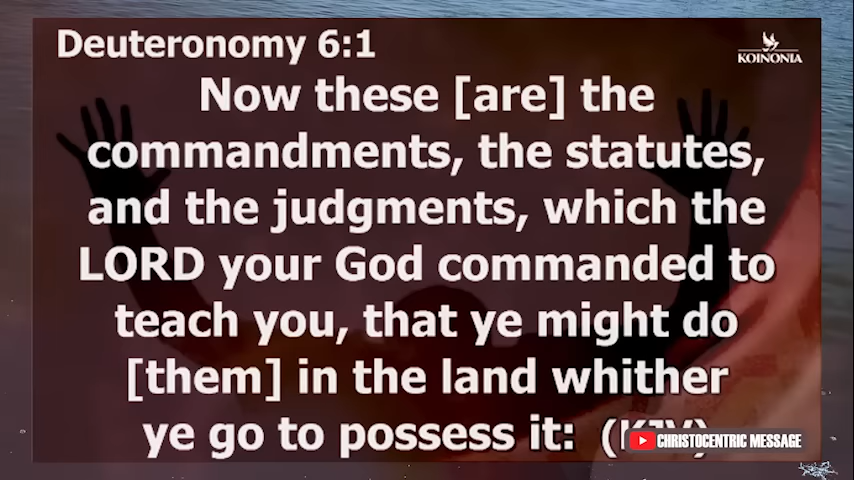 Deuteronomy 6:1
KOINONIA
Now these [are] the
commandments, the statutes,
and the judgments, which the
LORD your God commanded to
teach you, that ye might do
[them] in the land whither
ye go to possess it: (KJV)
CHRISTOCENTRIC MESSAGE